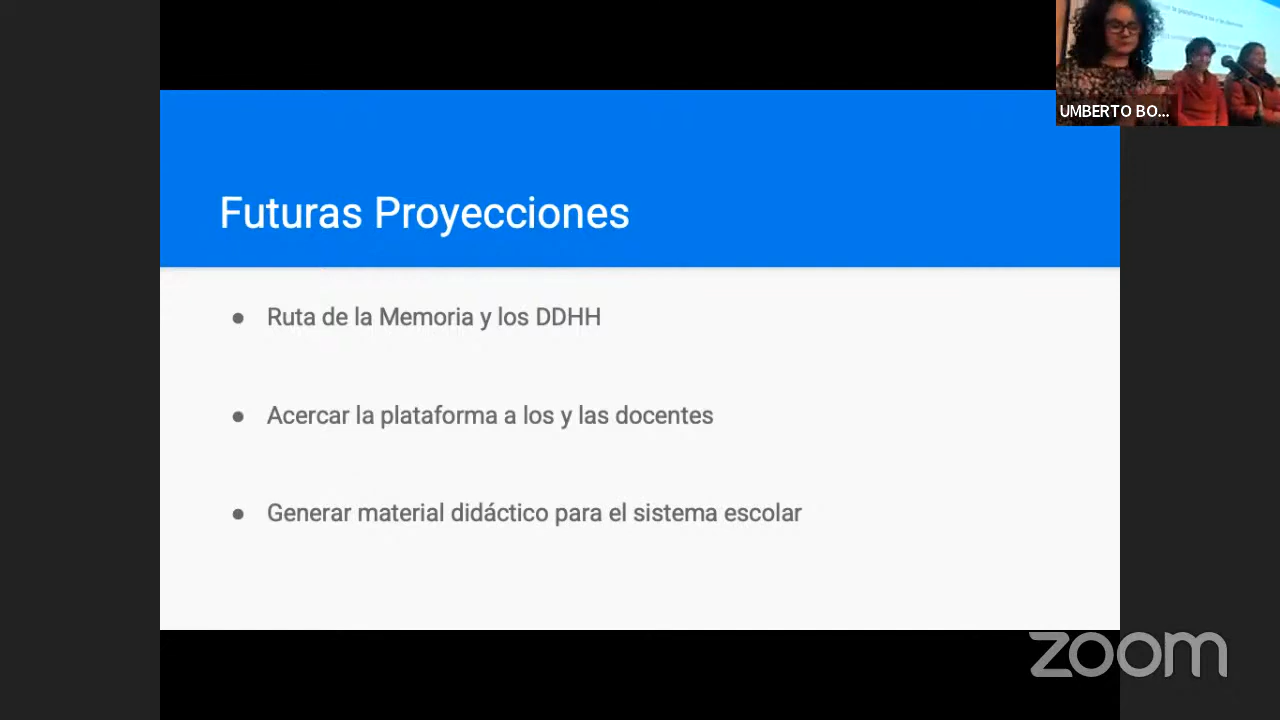 UMBERTO BO...
Futuras Proyecciones
● Ruta de la Memoria y los DDHH
● Acercar la plataforma a los y las docentes
● Generar material didáctico para el sistema escolar
zoom